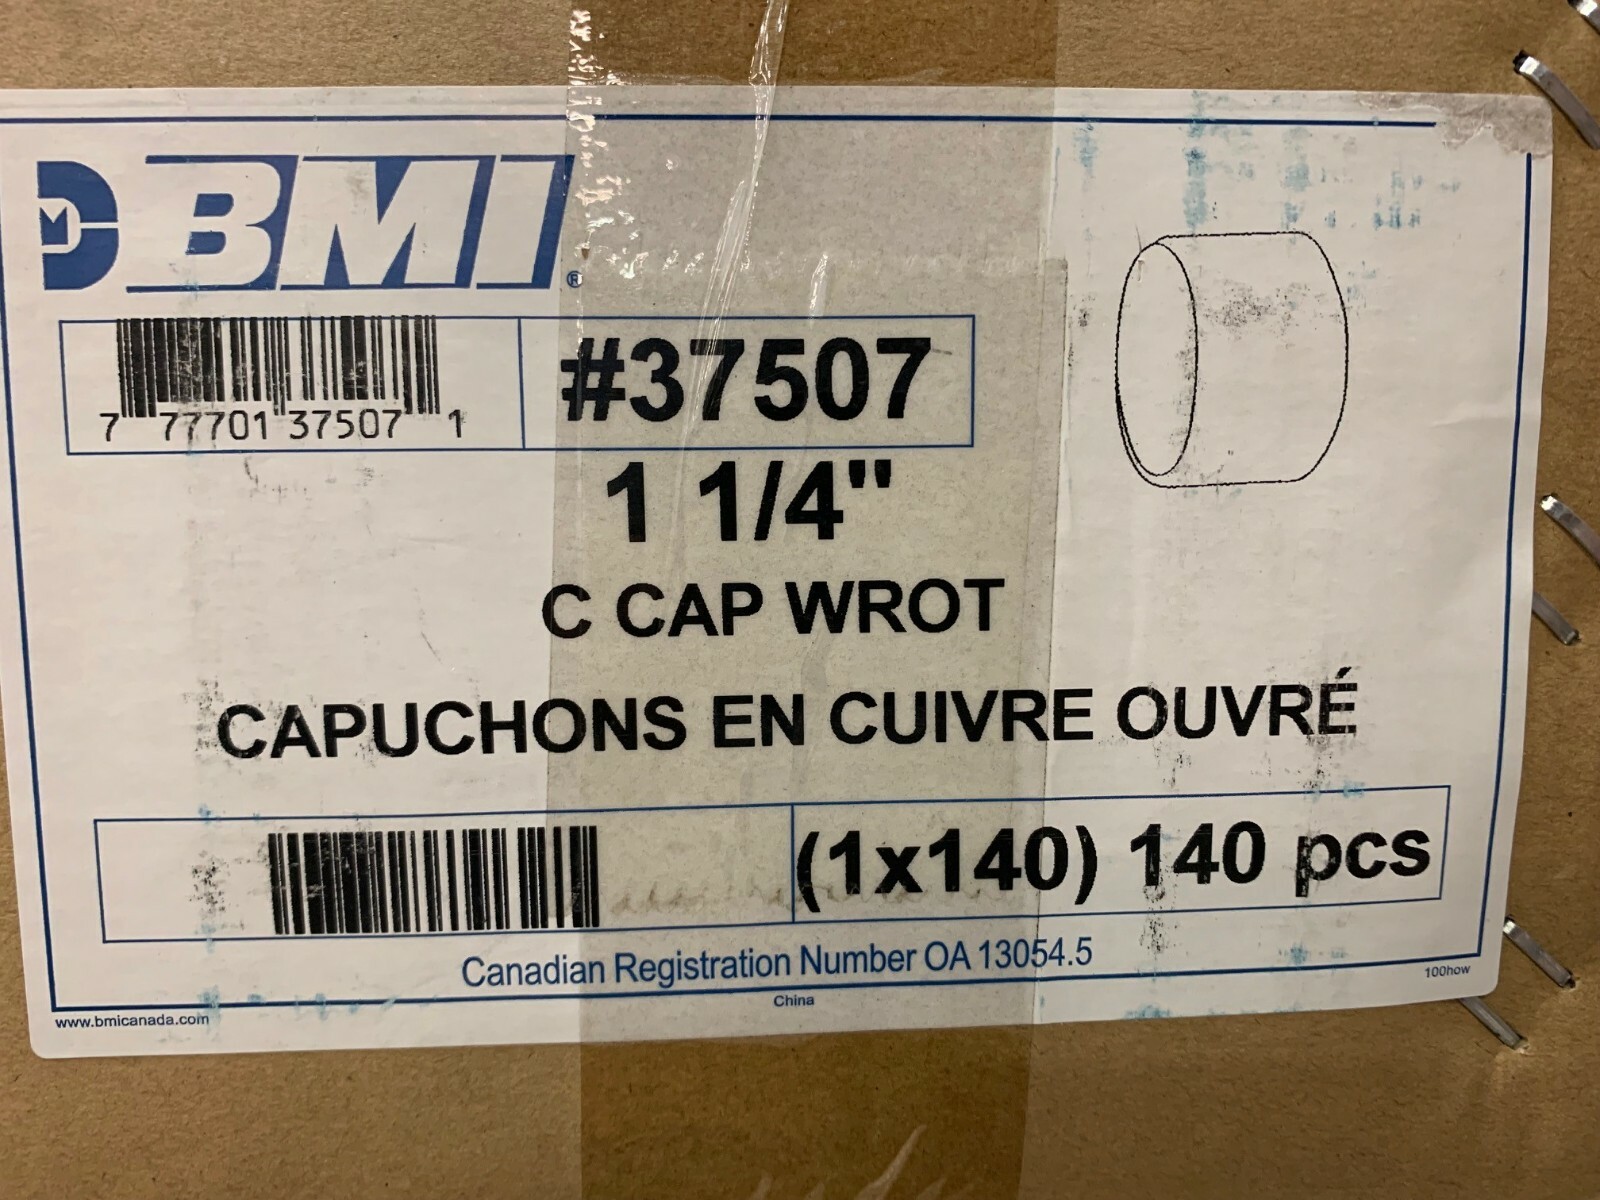 BMI®
7 77701 37507 1
#37507
1 1/4"
C CAP WROT
CAPUCHONS EN CUIVRE OUVRÉ
(1x140) 140 pcs
Canadian Registration Number OA 13054.5
China
100how
www.bmicanada.com